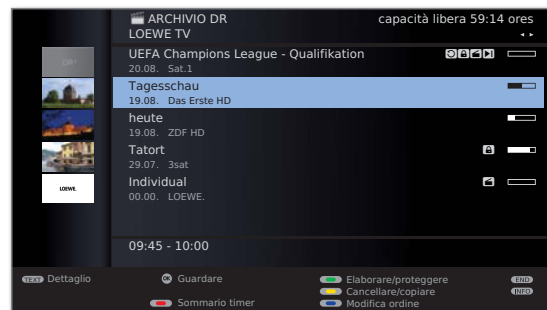 ARCHIVIO DR capacità libera 59:14 ores
LOEWE TV
UEFA Champions League - Qualifikation
20.08. Sat.1
Tagesschau
19.08. Das Erste HD
heute
19.08. ZDF HD
Tatort
29.07. 3sat
Individual
00.00. LOEWE.
LOEWE.
09:45 - 10:00
TEXT Dettaglio OK Guardare Elaborare/proteggere END
Cancellare/copiare INFO
Sommario timer Modifica ordine